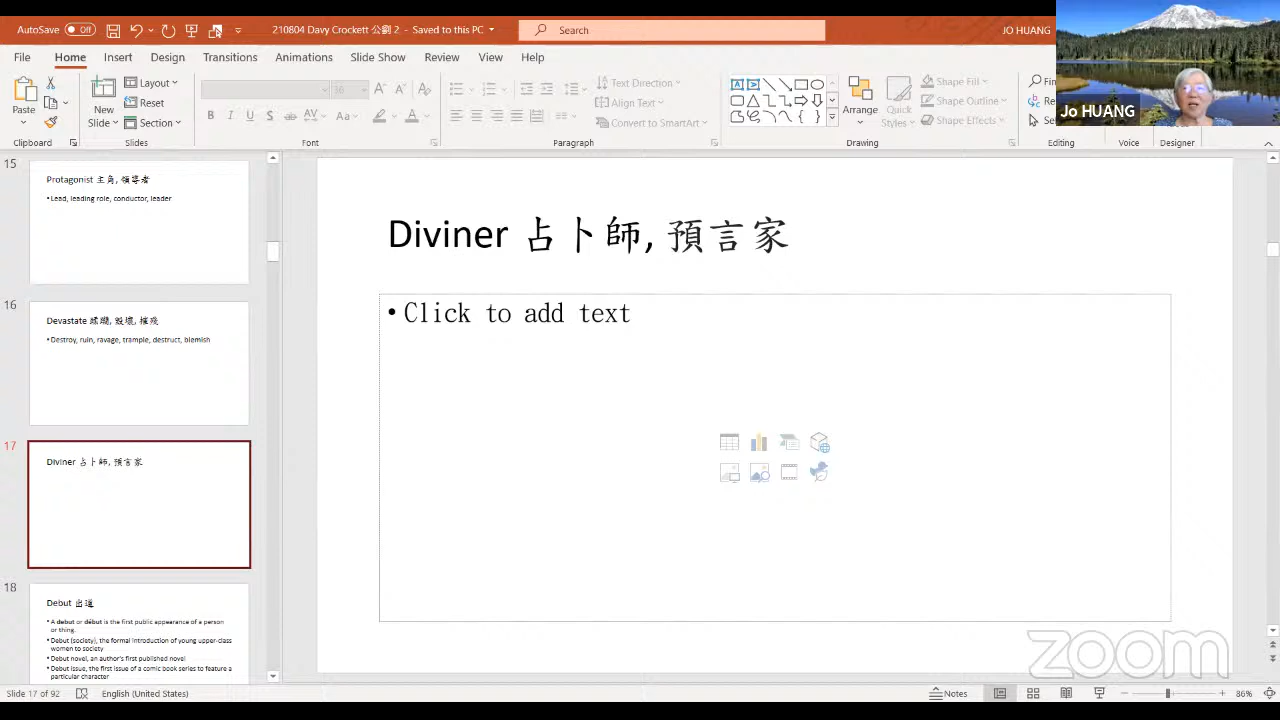 AutoSave Off
210804 Davy Crockett 公劉 2 - Saved to this PC
Search
JO HUANG
File Home Insert Design Transitions Animations Slide Show Recording Review View Help
Paste
New
Slide
Layout
Reset
Section
36
Text Direction
Align Text
Convert to SmartArt
Arrange
Quick
Styles
Shape Fill
Shape Outline
Shape Effects
Clipboard
Slides
Font
Paragraph
Drawing
Editing
Voice
Designer
Jo HUANG
15
Protagonist 主角, 領導者
• Lead, leading role, conductor, leader
16
Devastate 蹂躪, 毀壞, 摧殘
• Destroy, ruin, ravage, trample, destruct, blemish
17
Diviner 占卜師, 預言家
18
Debut 出道
• A debut or début is the first public appearance of a person
or thing.
• Debut (society), the formal introduction of young upper-class
women to society
• Debut novel, an author's first published novel
• Debut issue, the first issue of a comic book series to feature a
particular character
Diviner 占卜師, 預言家
• Click to add text
zoom
Slide 17 of 92
English (United States)
Notes
86%